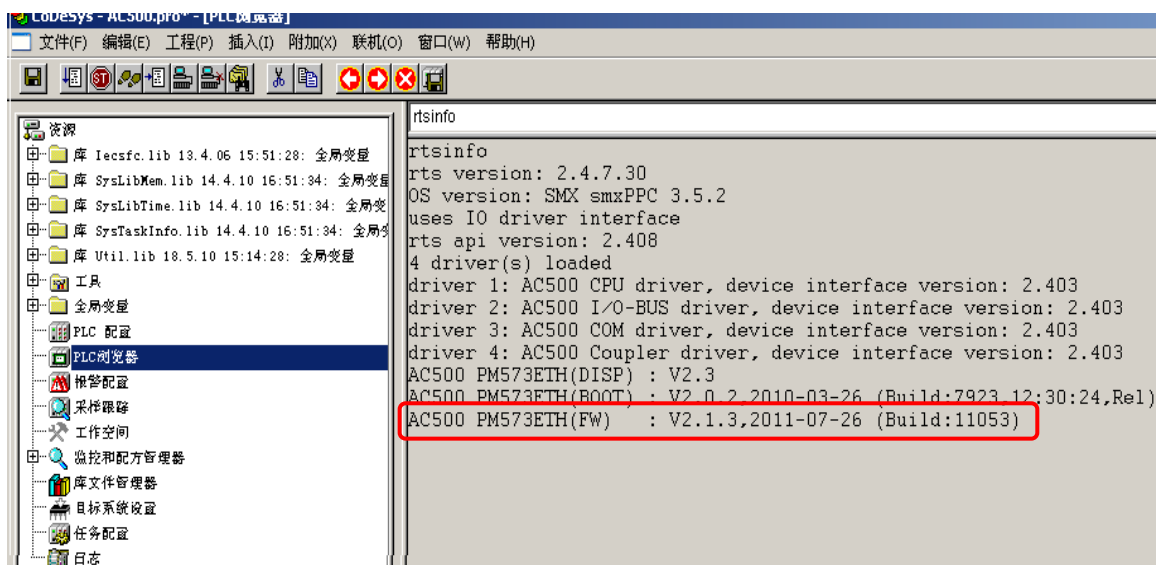 CoDeSys - AC500.pro* - [PLC浏览器]
文件(F) 编辑(E) 工程(P) 插入(I) 附加(X) 联机(O) 窗口(W) 帮助(H)
资源
库 Iecsfc.lib 13.4.06 15:51:28: 全局变量
库 SysLibMem.lib 14.4.10 16:51:34: 全局变量
库 SysLibTime.lib 14.4.10 16:51:34: 全局变
库 SysTaskInfo.lib 14.4.10 16:51:34: 全局
库 Util.lib 18.5.10 15:14:28: 全局变量
工具
全局变量
PLC 配置
PLC浏览器
报警配置
采样跟踪
工作空间
监控和配方管理器
库文件管理器
目标系统设置
任务配置
日志
rtsinfo
rtsinfo
rts version: 2.4.7.30
OS version: SMX smxPPC 3.5.2
uses IO driver interface
rts api version: 2.408
4 driver(s) loaded
driver 1: AC500 CPU driver, device interface version: 2.403
driver 2: AC500 I/O-BUS driver, device interface version: 2.403
driver 3: AC500 COM driver, device interface version: 2.403
driver 4: AC500 Coupler driver, device interface version: 2.403
AC500 PM573ETH(DISP) : V2.3
AC500 PM573ETH(BOOT) : V2.0.2,2010-03-26 (Build:7923,12:30:24,Rel)
AC500 PM573ETH(FW) : V2.1.3,2011-07-26 (Build:11053)